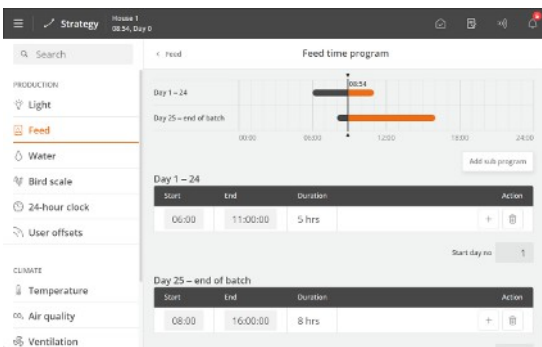 Strategy
House 1
08:54, Day 0
Search
PRODUCTION
Light
Feed
Water
Bird scale
24-hour clock
User offsets
CLIMATE
Temperature
Air quality
Ventilation
< Feed
Feed time program
08:54
Day 1 – 24
Day 25 – end of batch
00:00 06:00 12:00 18:00 24:00
Add sub program
Day 1 – 24
Start End Duration Action
06:00 11:00:00 5 hrs +
Start day no 1
Day 25 – end of batch
Start End Duration Action
08:00 16:00:00 8 hrs +